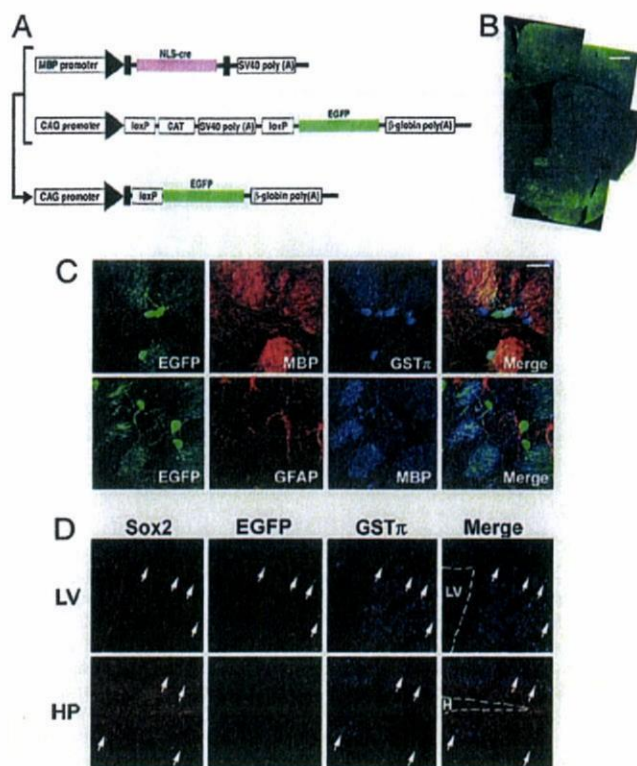 A
B
NLS-cre
MBP promoter
SV40 poly (A)
EGFP
CAG promoter
loxP
CAT
SV40 poly (A)
loxP
β-globin poly(A)
EGFP
CAG promoter
loxP
β-globin poly(A)
C
EGFP
MBP
GSTπ
Merge
EGFP
GFAP
MBP
Merge
D
Sox2
EGFP
GSTπ
Merge
LV
LV
HP
H